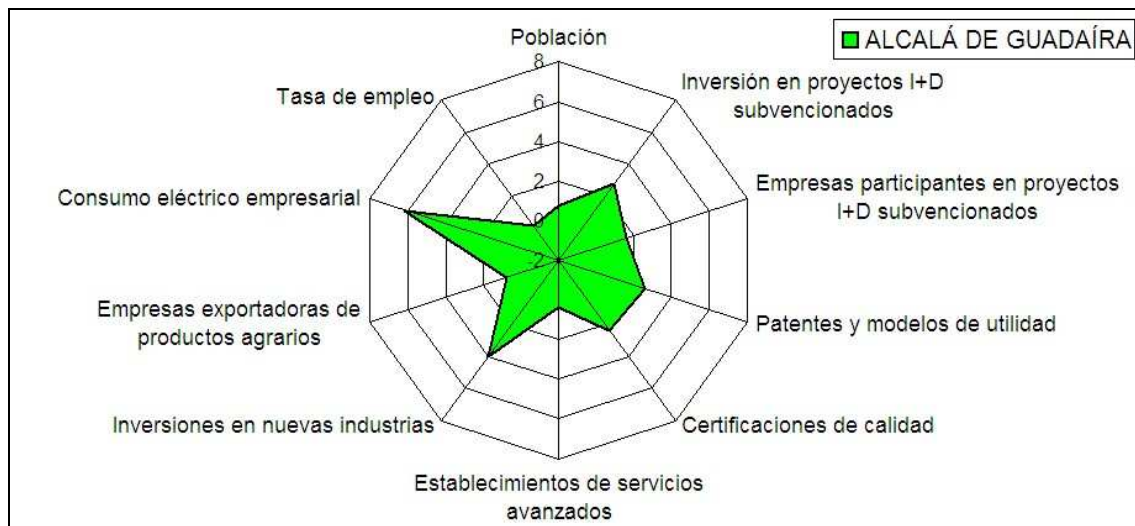 ALCALÁ DE GUADAÍRA
Población
8
6
4
2
0
-2
Inversión en proyectos I+D
subvencionados
Empresas participantes en proyectos
I+D subvencionados
Patentes y modelos de utilidad
Certificaciones de calidad
Establecimientos de servicios
avanzados
Inversiones en nuevas industrias
Empresas exportadoras de
productos agrarios
Consumo eléctrico empresarial
Tasa de empleo